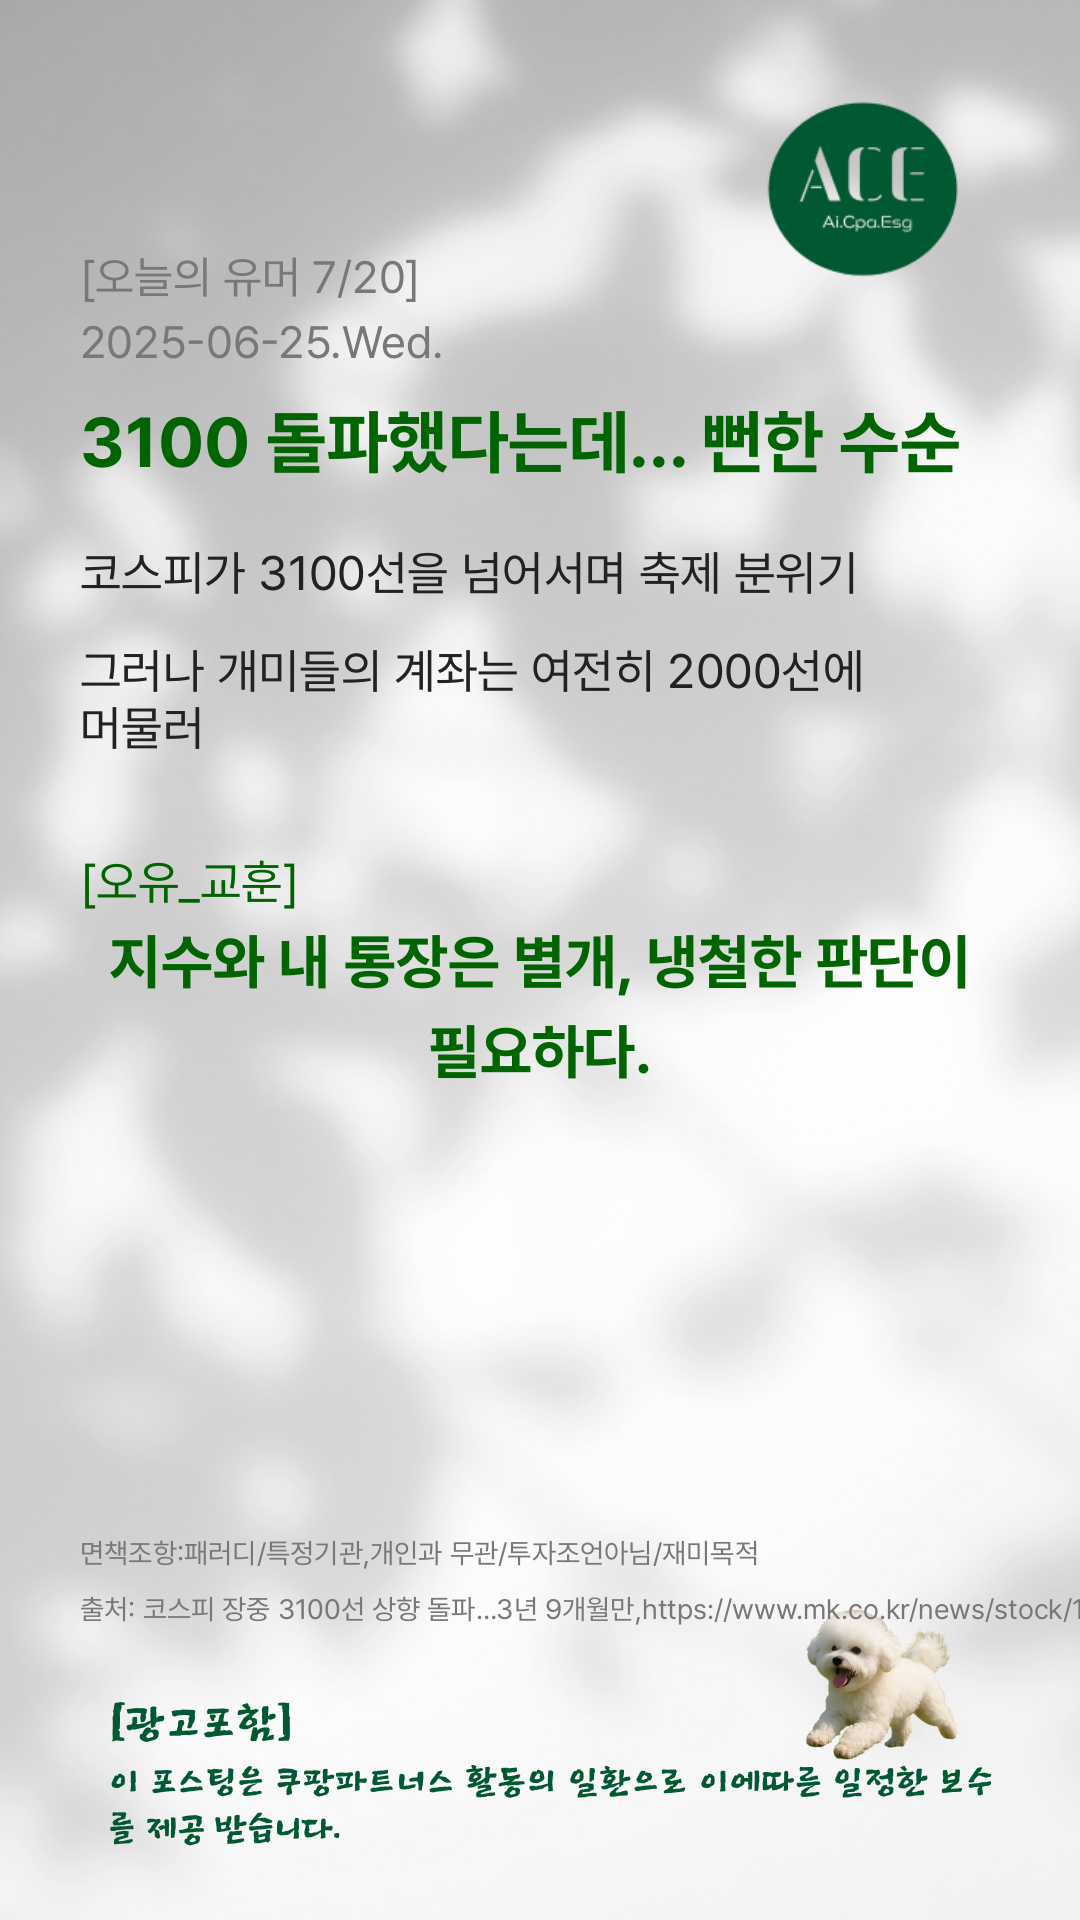 ACE
Ai.Cpa.Esg
[오늘의 유머 7/20]
2025-06-25.Wed.
3100 돌파했다는데... 뻔한 수순
코스피가 3100선을 넘어서며 축제 분위기
그러나 개미들의 계좌는 여전히 2000선에
머물러
[오유_교훈]
지수와 내 통장은 별개, 냉철한 판단이
필요하다.
면책조항:패러디/특정기관,개인과 무관/투자조언아님/재미목적
출처: 코스피 장중 3100선 상향 돌파...3년 9개월만,https://www.mk.co.kr/news/stock/1
[광고포함]
이 포스팅은 쿠팡파트너스 활동의 일환으로 이에따른 일정한 보수
를 제공 받습니다.